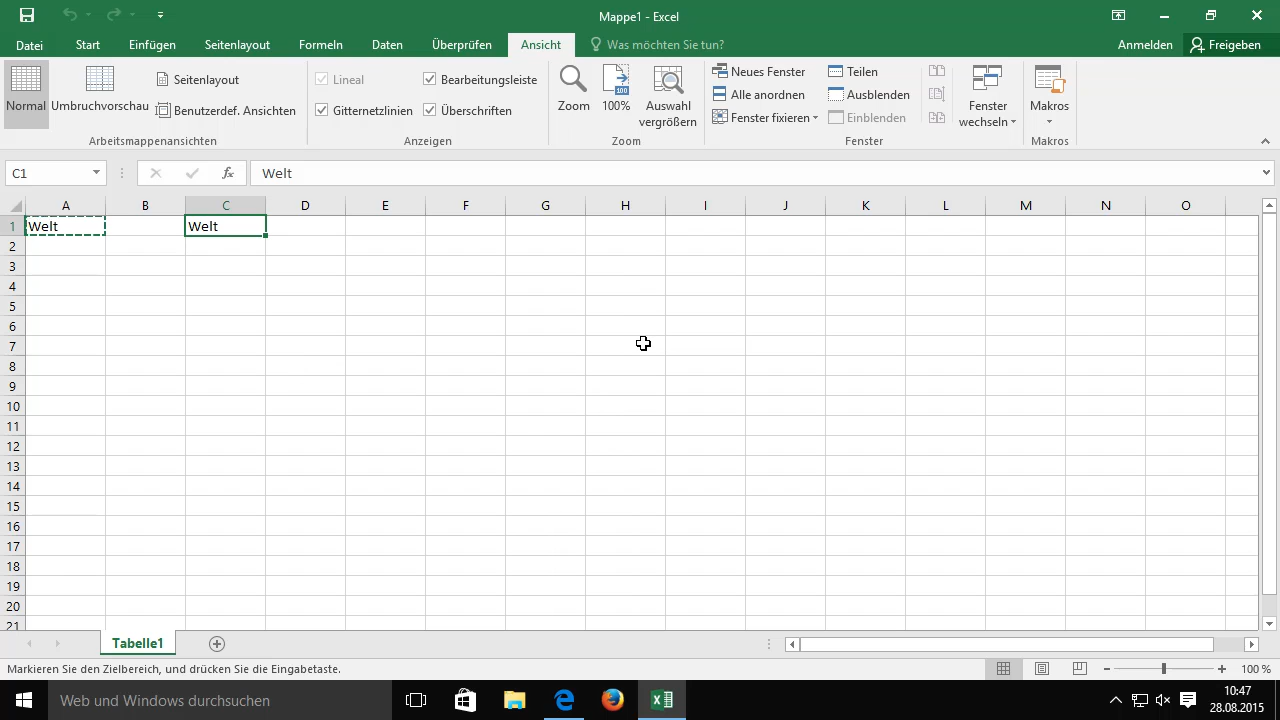 Mappe1 - Excel
Datei Start Einfügen Seitenlayout Formeln Daten Überprüfen Ansicht Was möchten Sie tun? Anmelden Freigeben
Normal Umbruchvorschau Seitenlayout Benutzerdef. Ansichten
Arbeitsmappenansichten
Lineal Bearbeitungsleiste
Gitternetzlinien Überschriften
Anzeigen
Zoom 100% Auswahl vergrößern
100
Zoom
Neues Fenster Teilen
Alle anordnen Ausblenden
Fenster fixieren Einblenden
Fenster wechseln
Fenster
Makros
Makros
C1 fx Welt
A B C D E F G H I J K L M N O
1 Welt Welt
2
3
4
5
6
7
8
9
10
11
12
13
14
15
16
17
18
19
20
21
Tabelle1
Markieren Sie den Zielbereich, und drücken Sie die Eingabetaste. 100 %
Web und Windows durchsuchen 10:47
28.08.2015